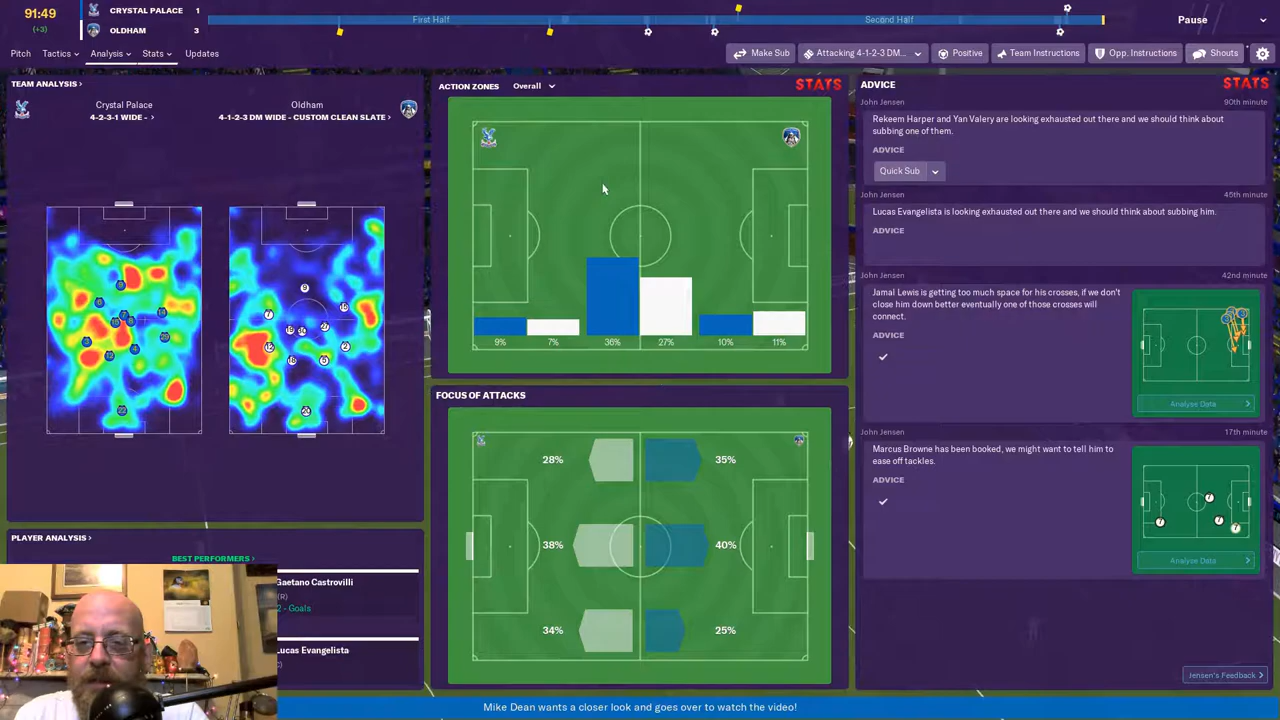 91:49
(+3)
CRYSTAL PALACE 1
OLDHAM 3
First Half
Second Half
Pause
Pitch Tactics Analysis Stats Updates
Make Sub
Attacking 4-1-2-3 DM...
Positive
Team Instructions
Opp. Instructions
Shouts
TEAM ANALYSIS >
Crystal Palace
4-2-3-1 WIDE - >
Oldham
4-1-2-3 DM WIDE - CUSTOM CLEAN SLATE >
ACTION ZONES Overall
STATS
9% 7% 36% 27% 10% 11%
FOCUS OF ATTACKS
28% 35%
38% 40%
34% 25%
PLAYER ANALYSIS >
BEST PERFORMERS >
Gaetano Castrovilli
(R)
2 - Goals
Lucas Evangelista
C)
ADVICE
STATS
John Jensen 90th minute
Rekeem Harper and Yan Valery are looking exhausted out there and we should think about
subbing one of them.
ADVICE
Quick Sub
John Jensen 45th minute
Lucas Evangelista is looking exhausted out there and we should think about subbing him.
ADVICE
John Jensen 42nd minute
Jamal Lewis is getting too much space for his crosses, if we don't
close him down better eventually one of those crosses will
connect.
ADVICE
Analyse Data >
John Jensen 17th minute
Marcus Browne has been booked, we might want to tell him to
ease off tackles.
ADVICE
Analyse Data >
Jensen's Feedback >
Mike Dean wants a closer look and goes over to watch the video!